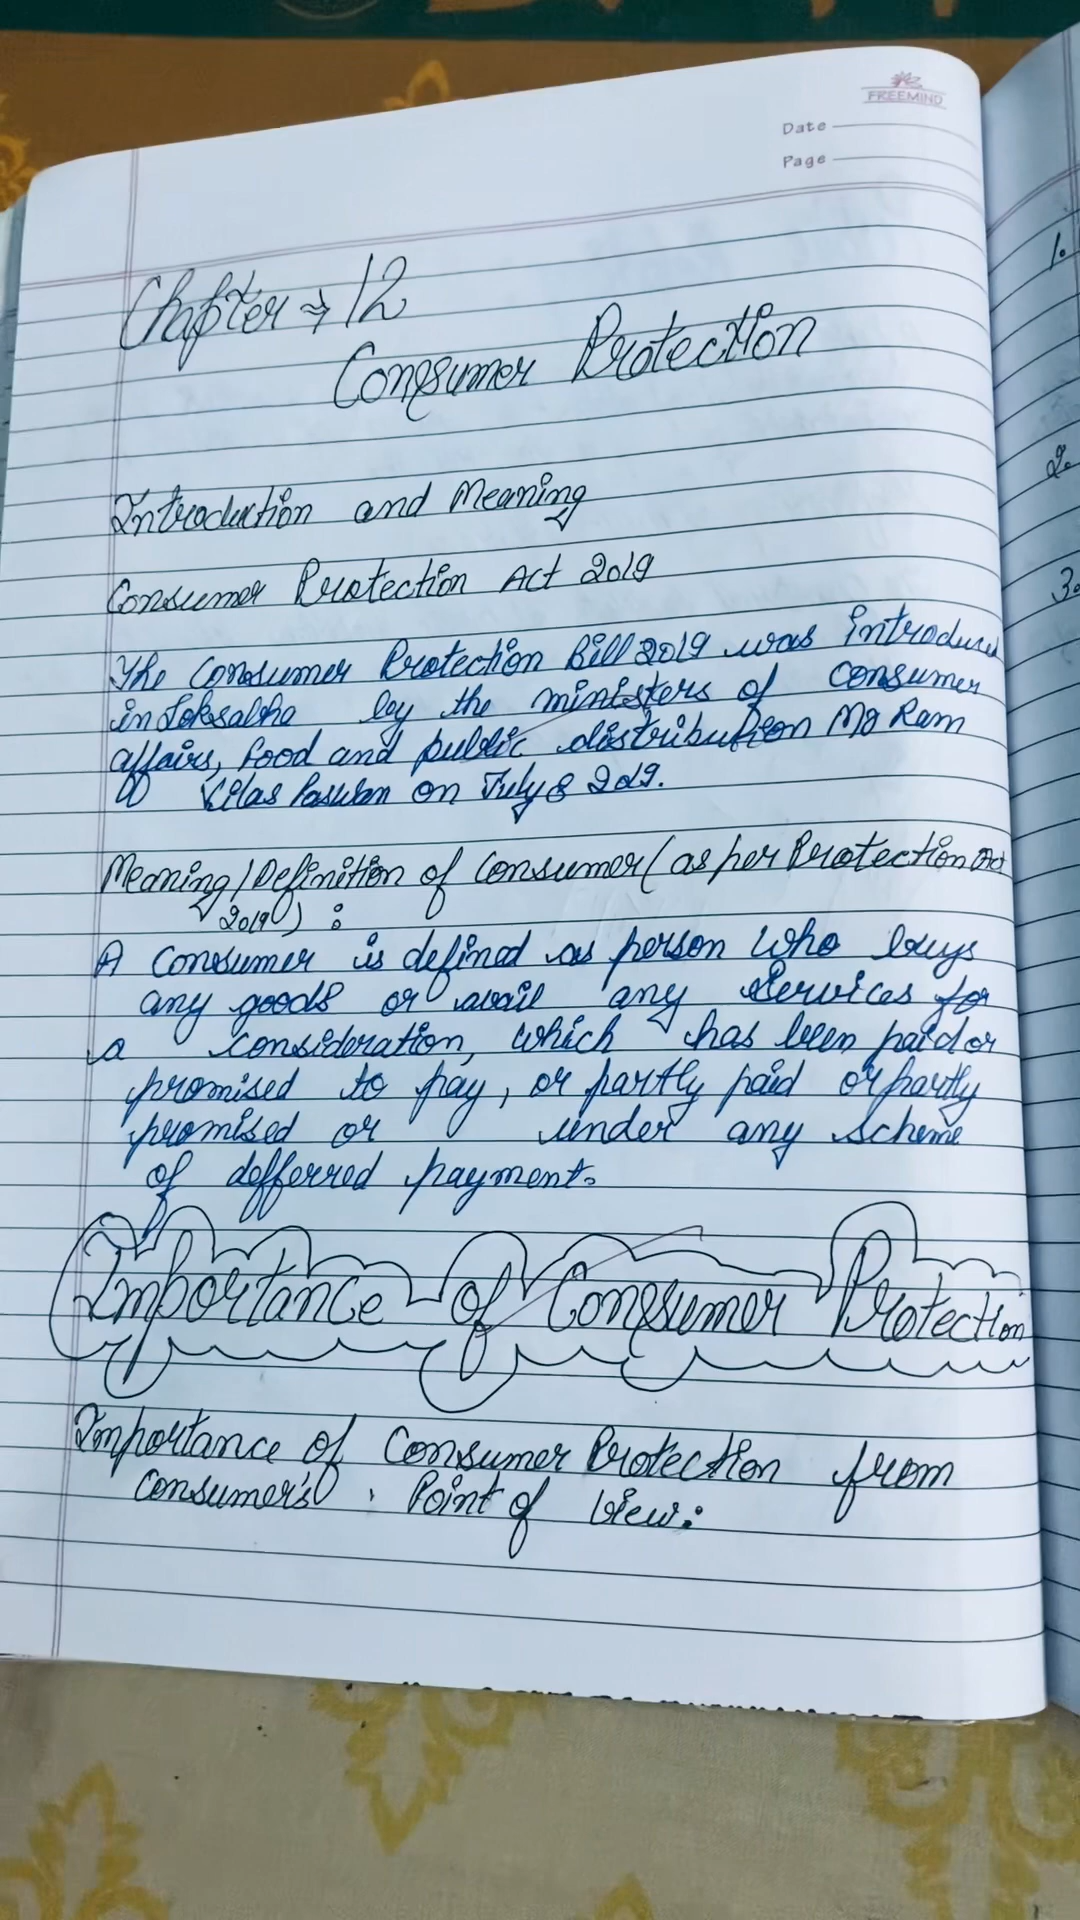 FREEMIND
Date
Page
Chapter → 12
Consumer Protection
Introduction and Meaning
Consumer Protection Act 2019
The Consumer Protection Bill 2019 was introduced
in Loksabha by the ministers of consumer
affairs, food and public distribution Mr Ram
Vilas Paswan on July 8 2019.
Meaning/Definition of Consumer (as per Protection Act
2019) :
A consumer is defined as person who buys
any goods or avail any services for
a consideration, which has been paid or
promised to pay, or partly paid or partly
promised or under any scheme
of defferred payment.
Importance of Consumer Protection
Importance of Consumer Protection from
consumer's Point of view:
1.
2.
3.